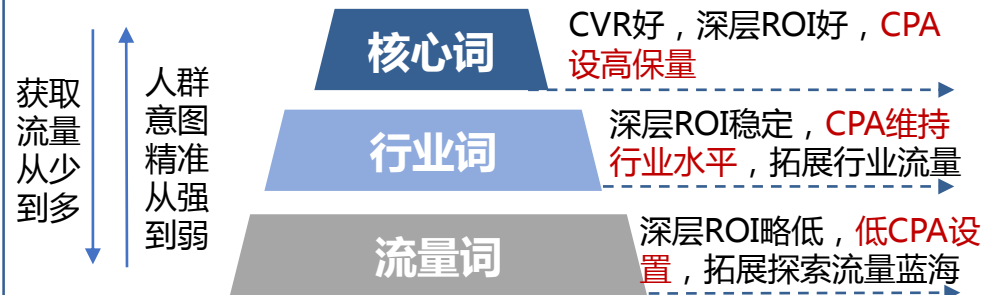 获取
流量
从少
到多
人群
意图
精准
从强
到弱
核心词
CVR好，深层ROI好，CPA
设高保量
行业词
深层ROI稳定，CPA维持
行业水平，拓展行业流量
流量词
深层ROI略低，低CPA设
置，拓展探索流量蓝海